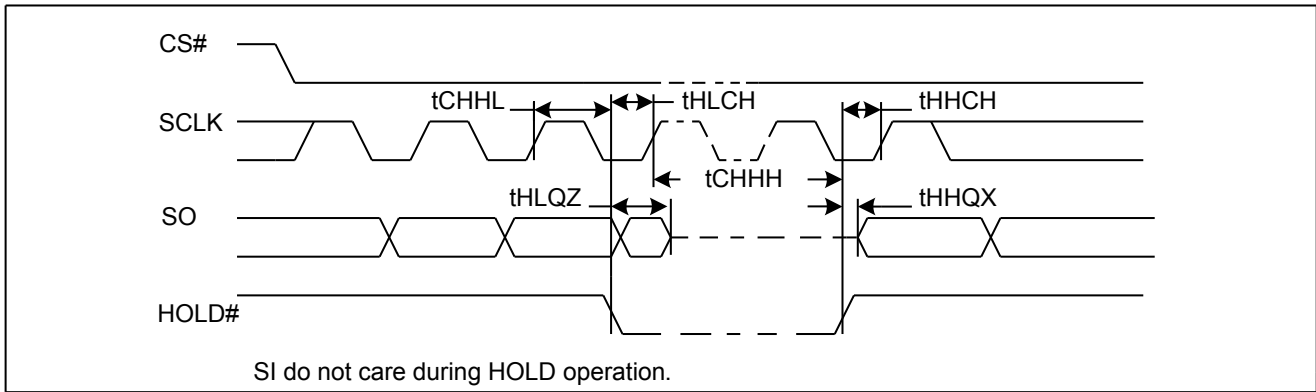 CS#
tCHHL
tHLCH
tHHCH
SCLK
tCHHH
tHLQZ
tHHQX
SO
HOLD#
SI do not care during HOLD operation.